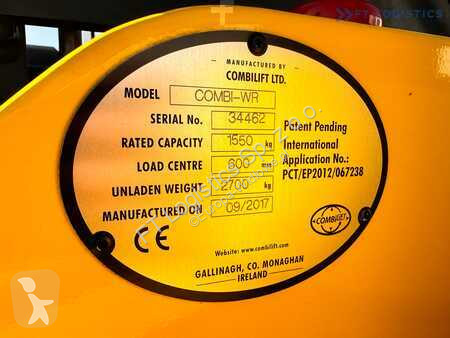 FT LOGISTICS
MANUFACTURED BY
COMBILIFT LTD.
MODEL COMBI-WR
SERIAL No. 34462
RATED CAPACITY 1550 kg
LOAD CENTRE 600 mm
UNLADEN WEIGHT 2700 kg
MANUFACTURED ON 09/2017
CE
Patent Pending
International
Application No.:
PCT/EP2012/067238
COMBILIFT
Website: www.combilift.com
GALLINAGH, CO. MONAGHAN
IRELAND